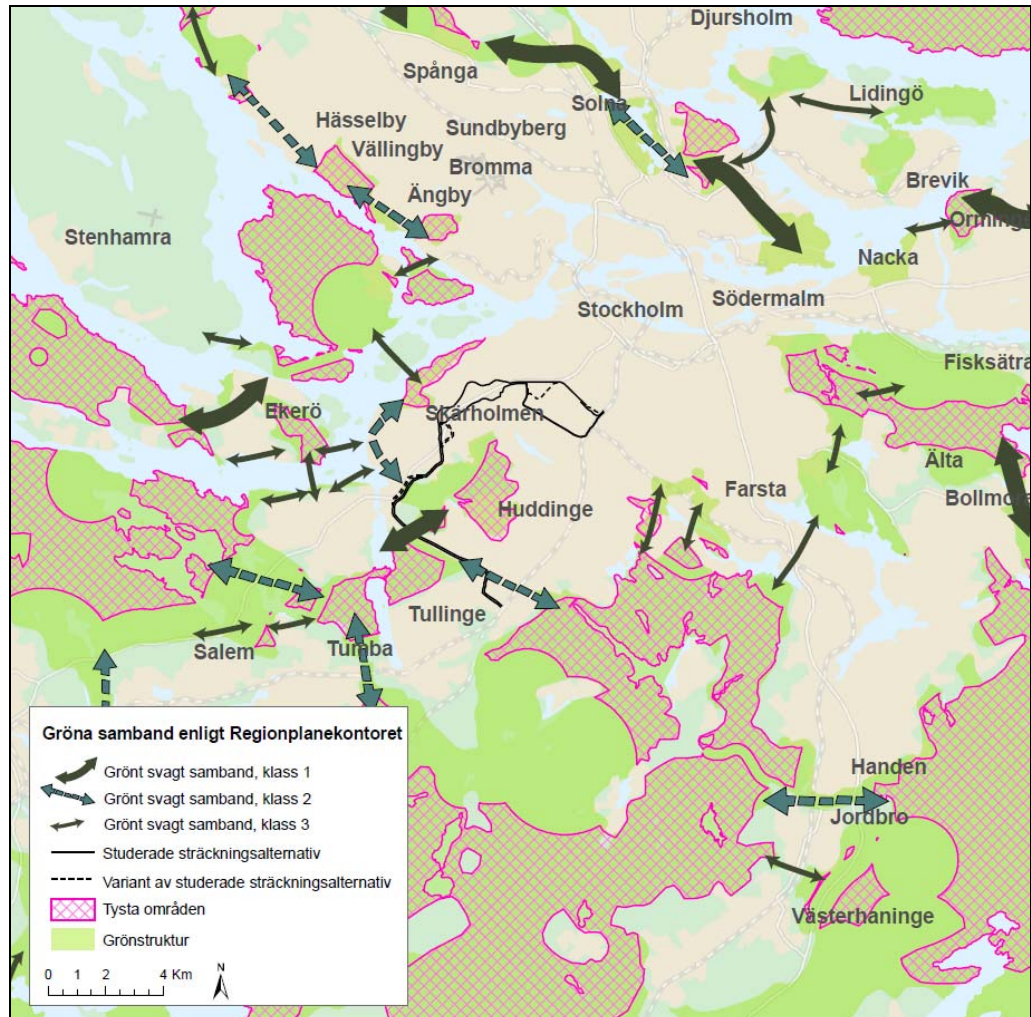 Djursholm
Spånga
Solna
Lidingö
Hässelby
Sundbyberg
Vällingby
Bromma
Brevik
Ängby
Orming
Stenhamra
Nacka
Södermalm
Stockholm
Fisksätra
Skärholmen
Ekerö
Älta
Farsta
Bollmora
Huddinge
Tullinge
Salem
Tumba
Handen
Jordbro
Västerhaninge
Gröna samband enligt Regionplanekontoret
Grönt svagt samband, klass 1
Grönt svagt samband, klass 2
Grönt svagt samband, klass 3
Studerade sträckningsalternativ
Variant av studerade sträckningsalternativ
Tysta områden
Grönstruktur
0 1 2 4 Km
N